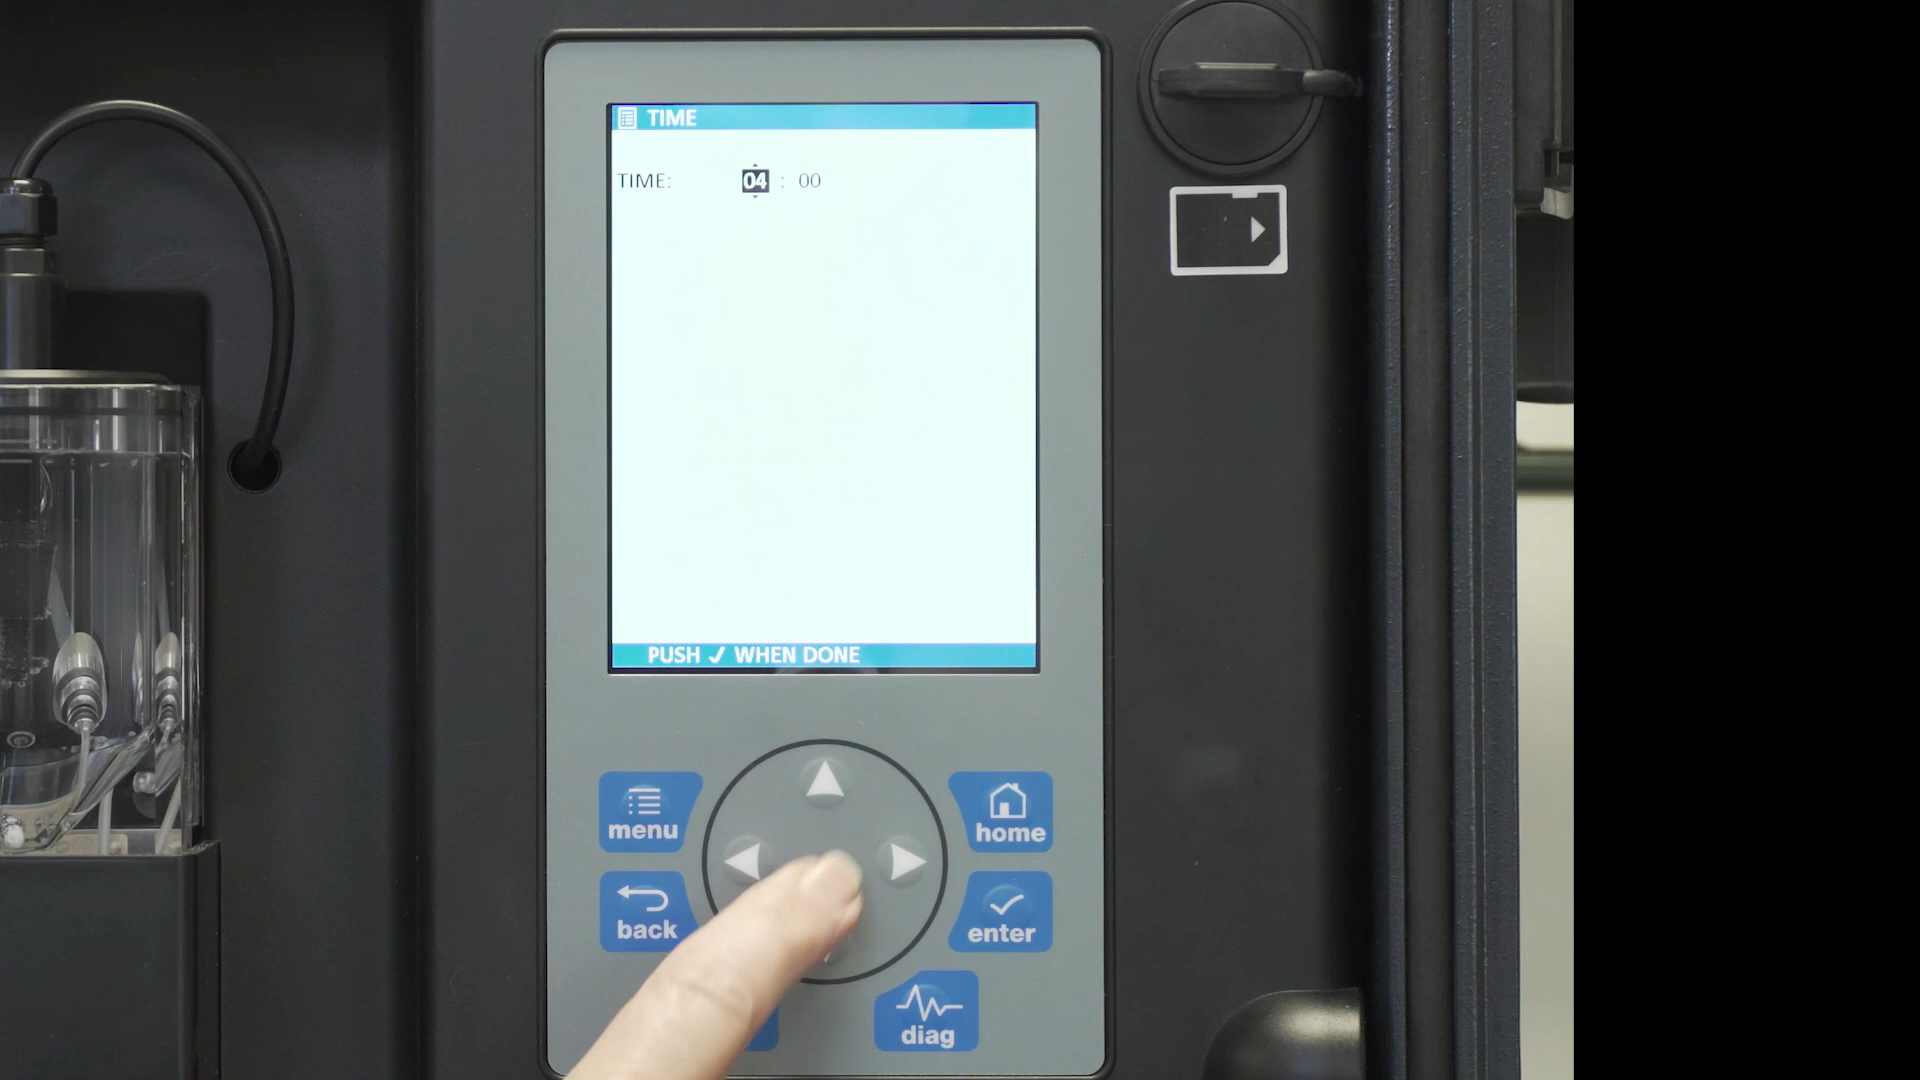 TIME
TIME: 04 : 00
PUSH ✓ WHEN DONE
menu
home
back
enter
diag